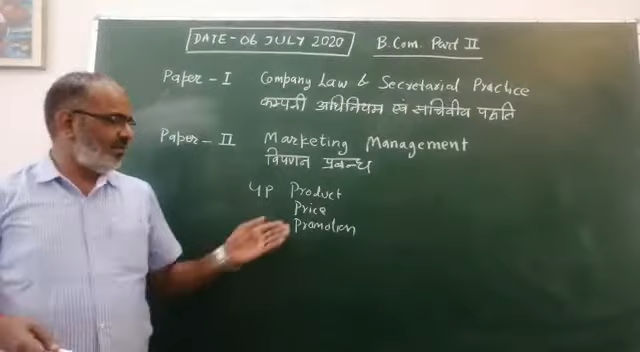 DATE - 06 JULY 2020 B.Com. Part II
Paper - I Company Law & Secretarial Practice
कम्पनी अधिनियम एवं सचिवीय पद्धति
Paper - II Marketing Management
विपणन प्रबन्ध
4P Product
Price
Promotion